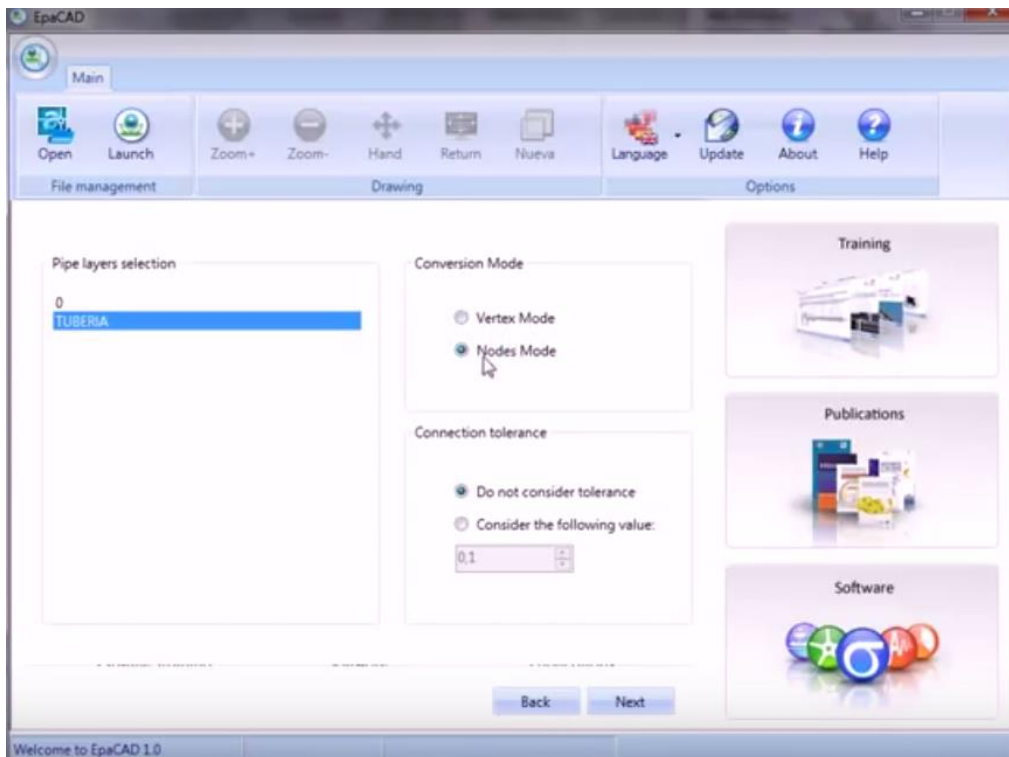 EpaCAD
Main
Open
Launch
Zoom+
Zoom-
Hand
Return
Nueva
Language
Update
About
Help
File management
Drawing
Options
Pipe layers selection
0
TUBERIA
Conversion Mode
Vertex Mode
Nodes Mode
Connection tolerance
Do not consider tolerance
Consider the following value:
0,1
Training
Publications
Software
Back
Next
Welcome to EpaCAD 1.0